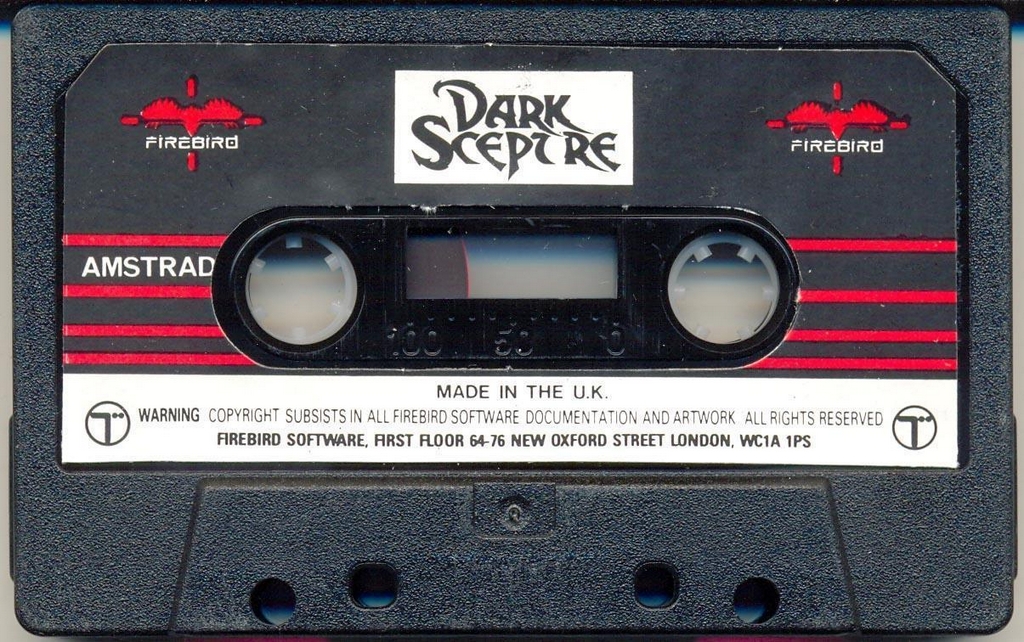 FIREBIRD
DARK
SCEPTRE
FIREBIRD
AMSTRAD
100 50 0
MADE IN THE U.K.
WARNING COPYRIGHT SUBSISTS IN ALL FIREBIRD SOFTWARE DOCUMENTATION AND ARTWORK ALL RIGHTS RESERVED
FIREBIRD SOFTWARE, FIRST FLOOR 64-76 NEW OXFORD STREET LONDON, WC1A 1PS